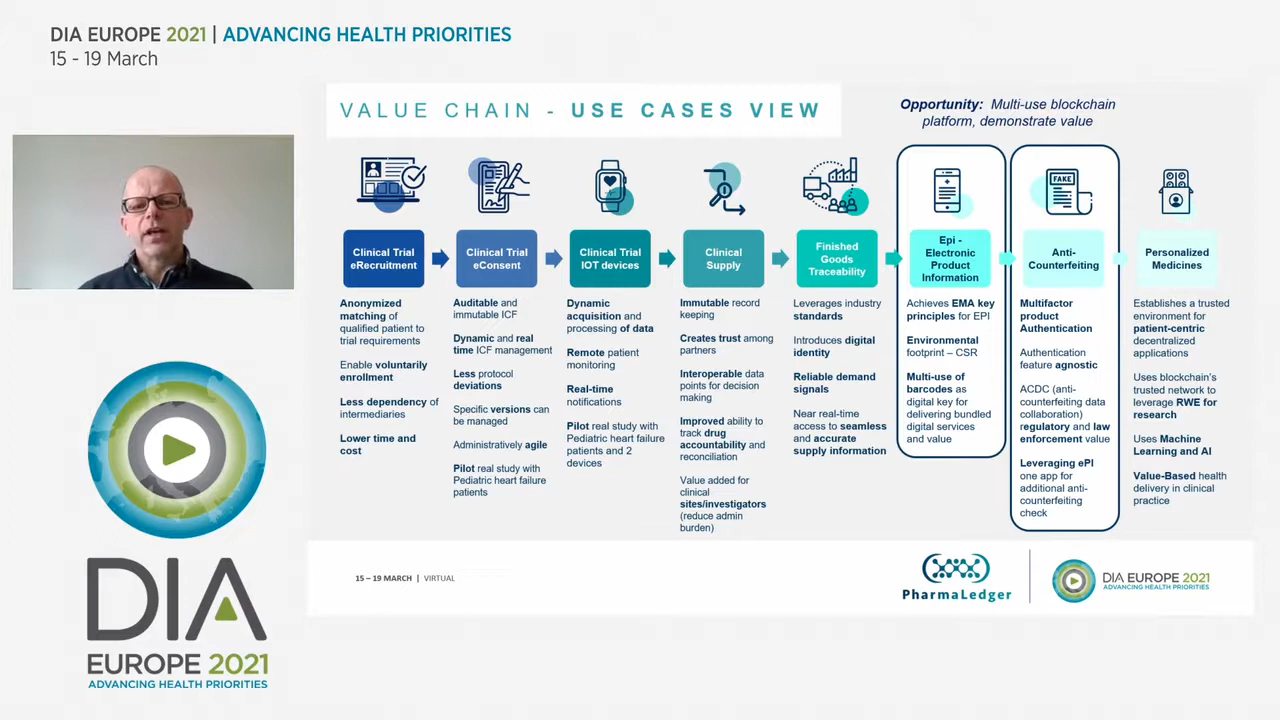 DIA EUROPE 2021 | ADVANCING HEALTH PRIORITIES
15 - 19 March
VALUE CHAIN - USE CASES VIEW
Opportunity: Multi-use blockchain
platform, demonstrate value
Clinical Trial
eRecruitment
Anonymized
matching of
qualified patient to
trial requirements
Enable voluntarily
enrollment
Less dependency of
intermediaries
Lower time and
cost
Clinical Trial
eConsent
Auditable and
immutable ICF
Dynamic and real
time ICF management
Less protocol
deviations
Specific versions can
be managed
Administratively agile
Pilot real study with
Pediatric heart failure
patients
Clinical Trial
IOT devices
Dynamic
acquisition and
processing of data
Remote patient
monitoring
Real-time
notifications
Pilot real study with
Pediatric heart failure
patients and 2
devices
Clinical
Supply
Immutable record
keeping
Creates trust among
partners
Interoperable data
points for decision
making
Improved ability to
track drug
accountability and
reconciliation
Value added for
clinical
sites/investigators
(reduce admin
burden)
Finished
Goods
Traceability
Leverages industry
standards
Introduces digital
identity
Reliable demand
signals
Near real-time
access to seamless
and accurate
supply information
Epi -
Electronic
Product
Information
Achieves EMA key
principles for EPI
Environmental
footprint – CSR
Multi-use of
barcodes as
digital key for
delivering bundled
digital services
and value
FAKE
Anti-
Counterfeiting
Multifactor
product
Authentication
Authentication
feature agnostic
ACDC (anti-
counterfeiting data
collaboration)
regulatory and law
enforcement value
Leveraging ePI
one app for
additional anti-
counterfeiting
check
Personalized
Medicines
Establishes a trusted
environment for
patient-centric
decentralized
applications
Uses blockchain's
trusted network to
leverage RWE for
research
Uses Machine
Learning and AI
Value-Based health
delivery in clinical
practice
15 – 19 MARCH | VIRTUAL
PharmaLedger
DIA EUROPE 2021
ADVANCING HEALTH PRIORITIES
DIA
EUROPE 2021
ADVANCING HEALTH PRIORITIES